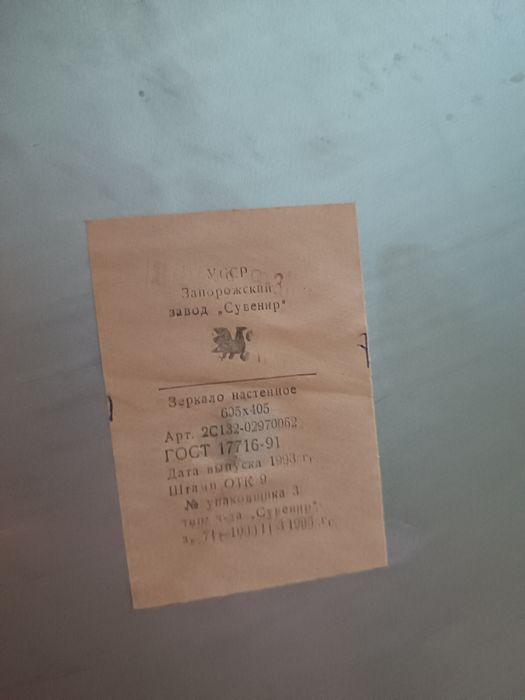 УССР
Запорожский
завод „Сувенир"
Зеркало настенное
605х405
Арт. 2С132-02970062
ГОСТ 17716-91
Дата выпуска 1993 г.
Штамп ОТК 9
№ упаковщика 3
„Сувенир"